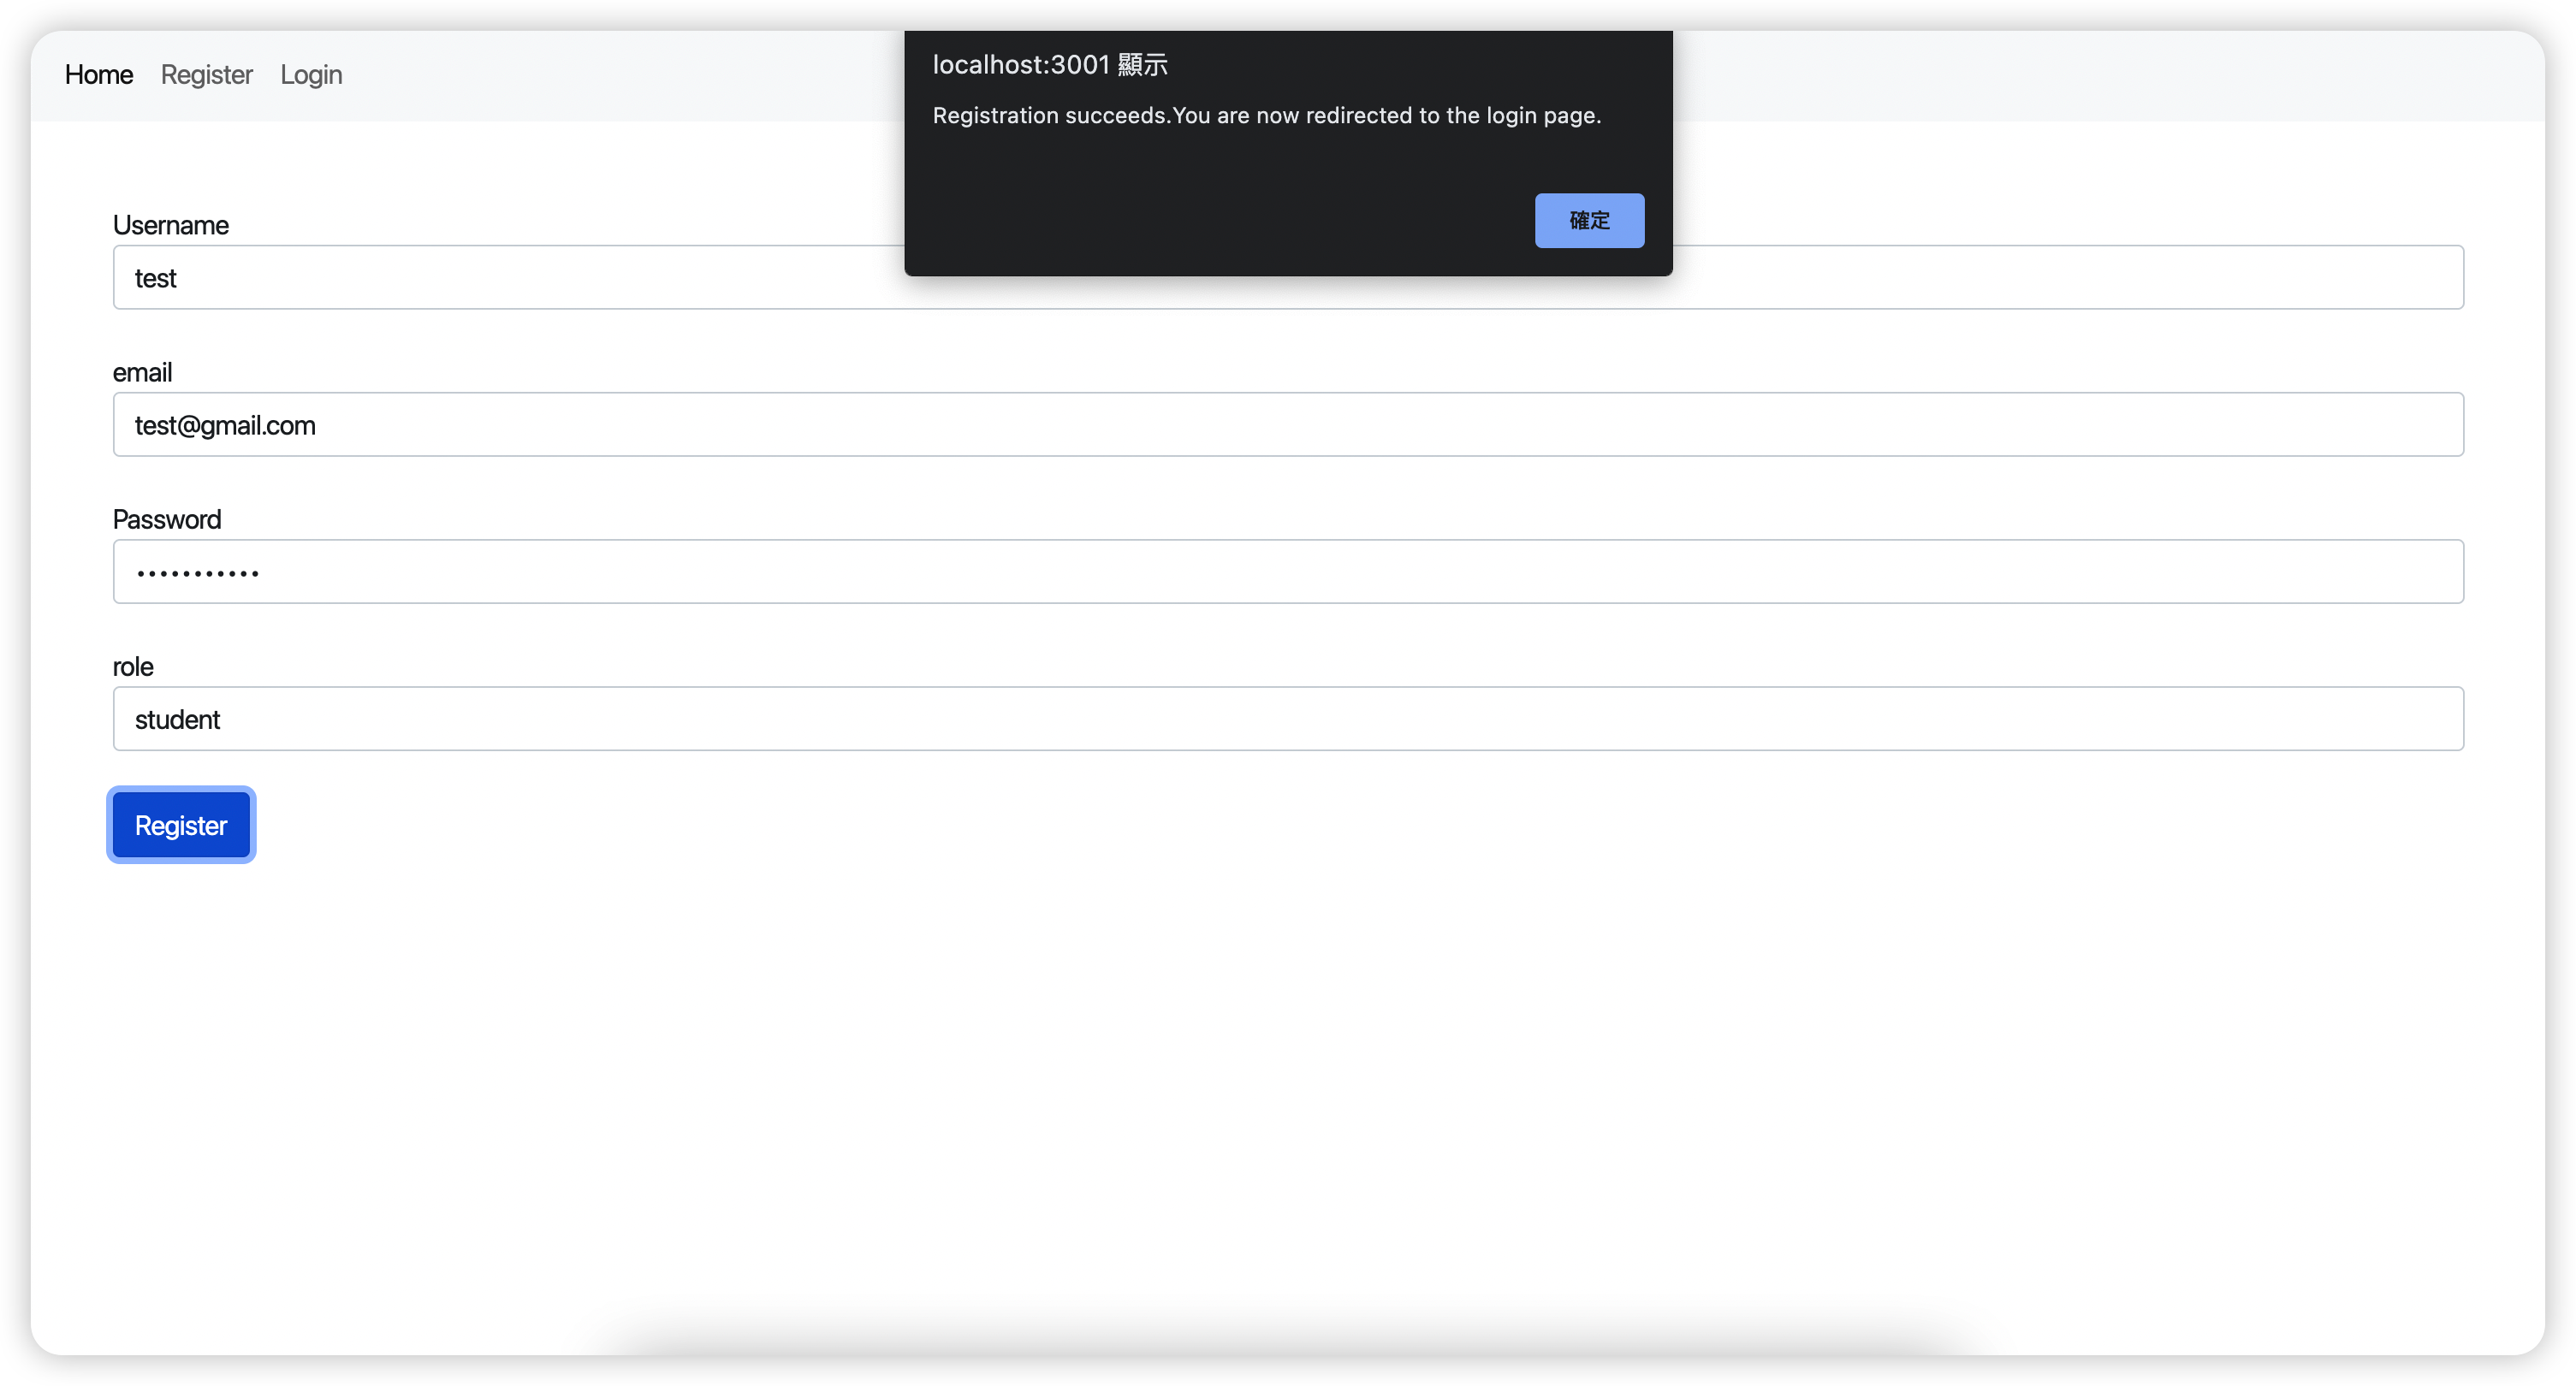 Home Register Login
localhost:3001 顯示
Registration succeeds.You are now redirected to the login page.
確定
Username
test
email
test@gmail.com
Password
•••••••••••
role
student
Register